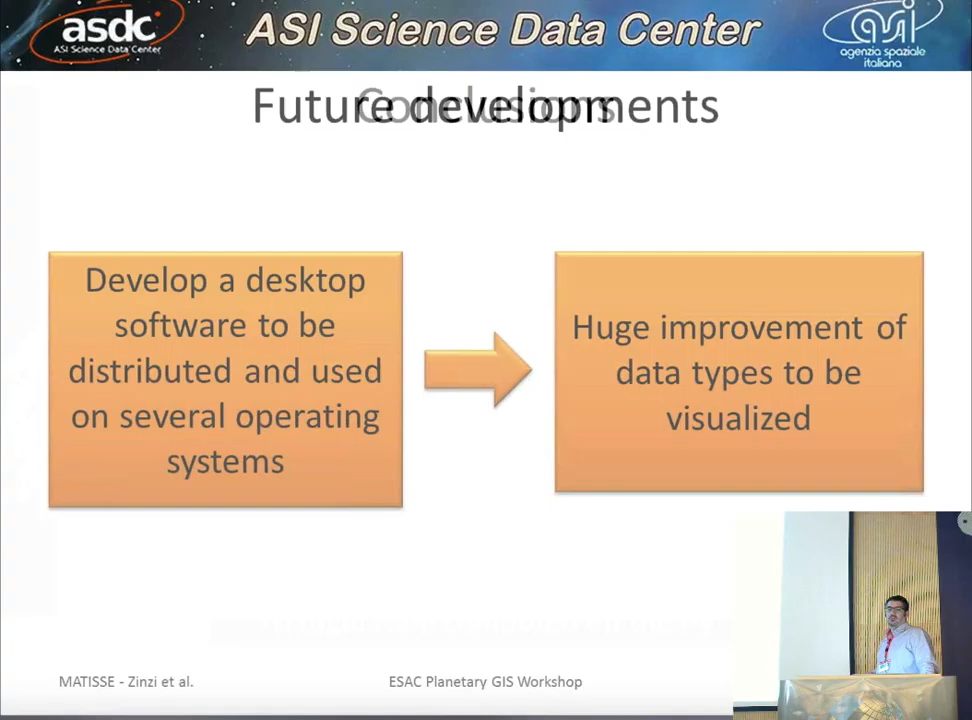 asdc
ASI Science Data Center
ASI Science Data Center
asi
agenzia spaziale
italiana
Future developments
Conclusions
Develop a desktop
software to be
distributed and used
on several operating
systems
Huge improvement of
data types to be
visualized
MATISSE - Zinzi et al.
ESAC Planetary GIS Workshop